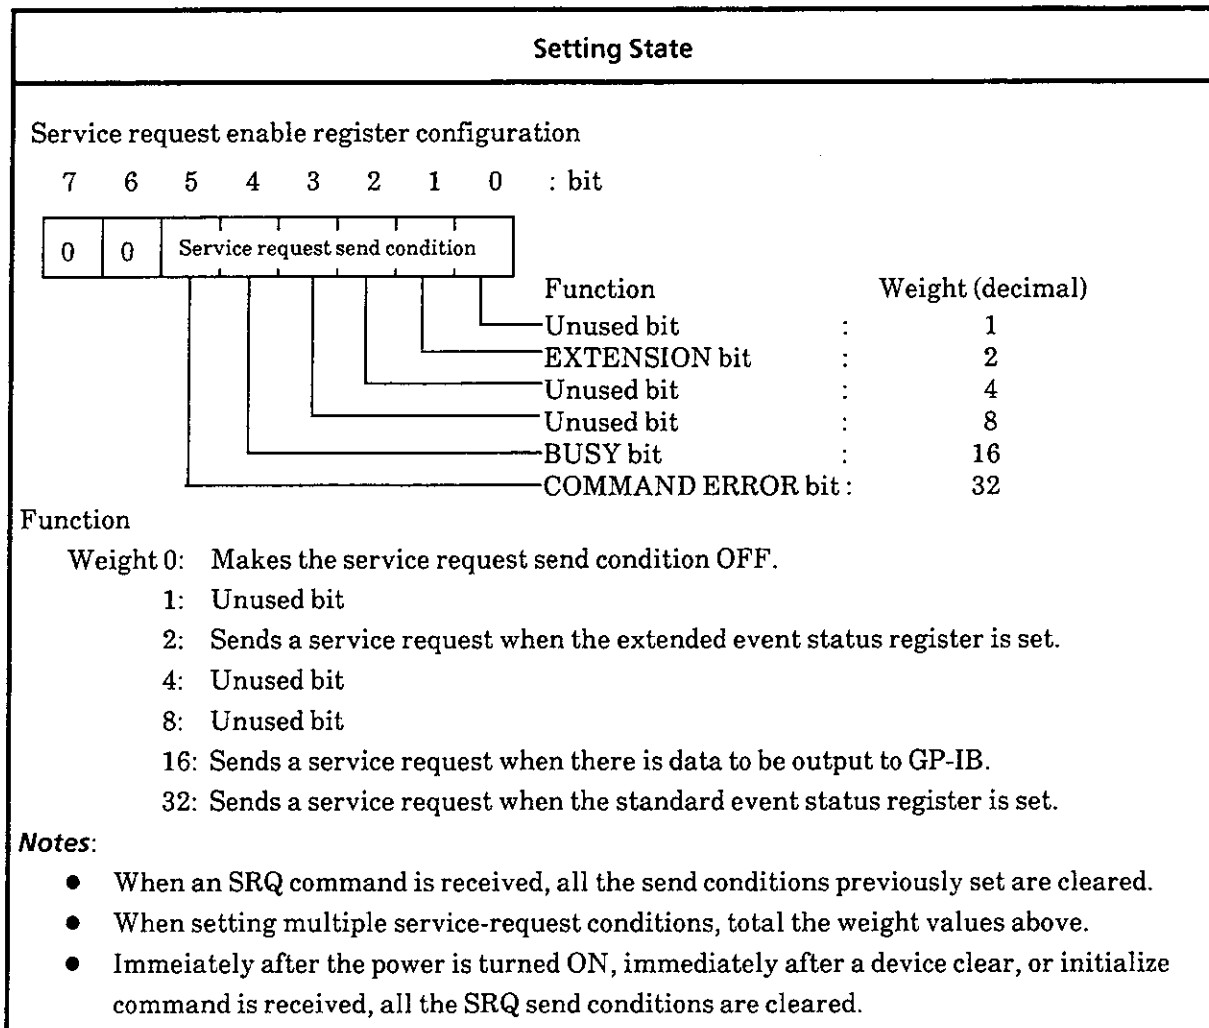 Setting State
Service request enable register configuration
7 6 5 4 3 2 1 0 : bit
0 0 Service request send condition
Function Weight (decimal)
Unused bit : 1
EXTENSION bit : 2
Unused bit : 4
Unused bit : 8
BUSY bit : 16
COMMAND ERROR bit : 32
Function
Weight 0: Makes the service request send condition OFF.
1: Unused bit
2: Sends a service request when the extended event status register is set.
4: Unused bit
8: Unused bit
16: Sends a service request when there is data to be output to GP-IB.
32: Sends a service request when the standard event status register is set.
Notes:
● When an SRQ command is received, all the send conditions previously set are cleared.
● When setting multiple service-request conditions, total the weight values above.
● Immeiately after the power is turned ON, immediately after a device clear, or initialize
command is received, all the SRQ send conditions are cleared.